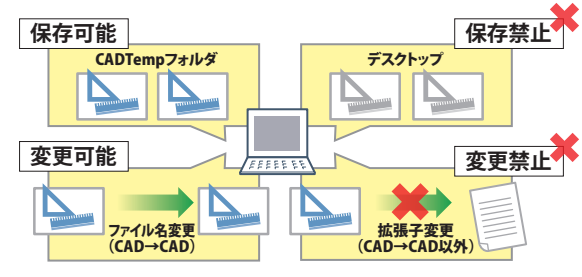 保存可能
CADTempフォルダ
保存禁止
デスクトップ
変更可能
ファイル名変更
（CAD→CAD）
変更禁止
拡張子変更
（CAD→CAD以外）